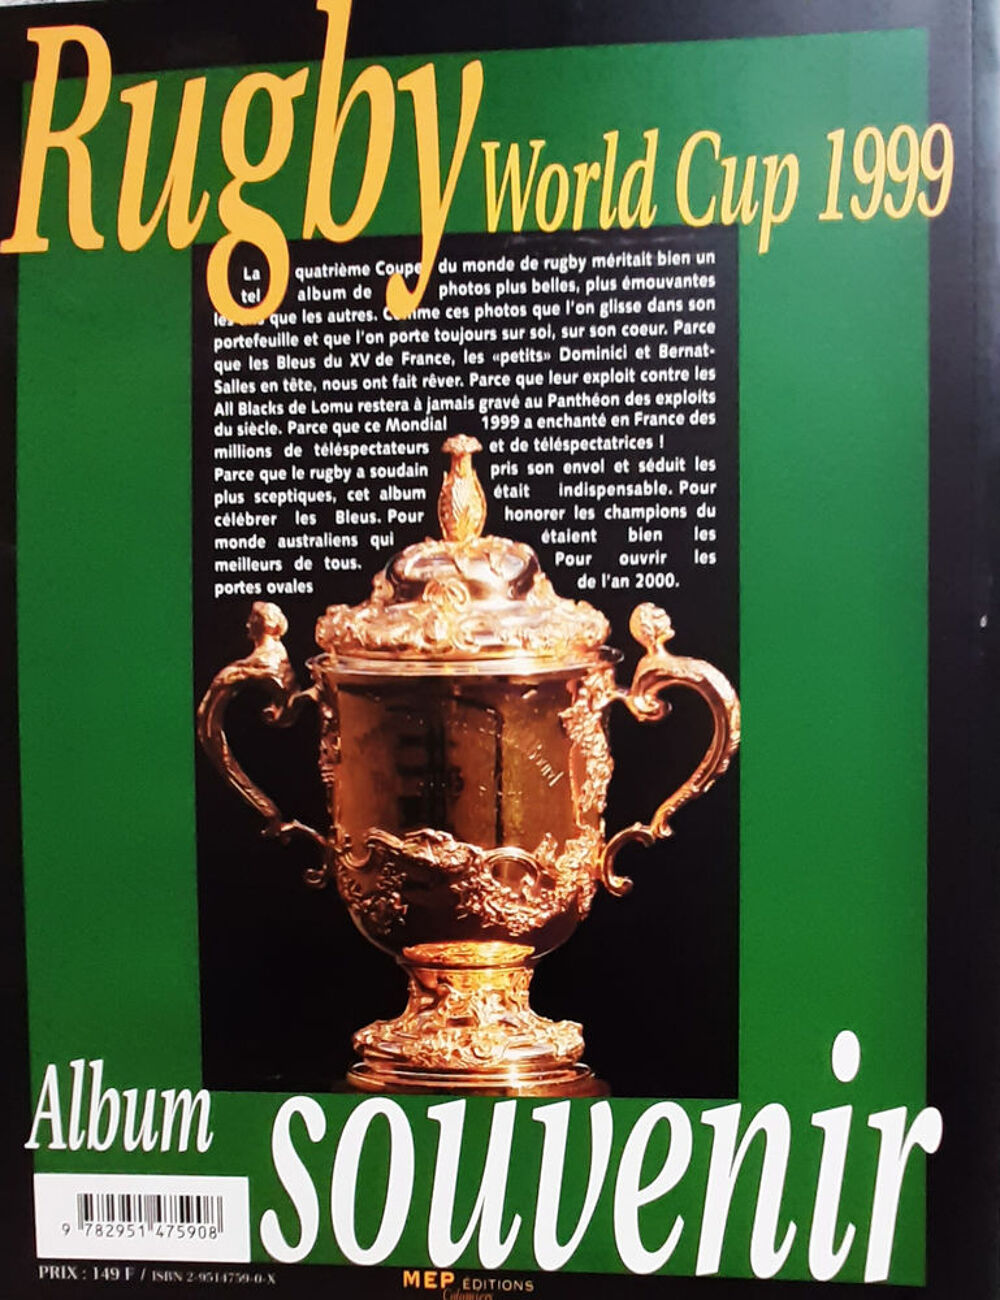 Rugby World Cup 1999
La quatrième Coupe du monde de rugby méritait bien un
tel album de photos plus belles, plus émouvantes
que les autres. Comme ces photos que l'on glisse dans son
portefeuille et que l'on porte toujours sur soi, sur son coeur. Parce
que les Bleus du XV de France, les «petits» Dominici et Bernat-
Salles en tête, nous ont fait rêver. Parce que leur exploit contre les
All Blacks de Lomu restera à jamais gravé au Panthéon des exploits
du siècle. Parce que ce Mondial 1999 a enchanté en France des
millions de téléspectateurs et de téléspectatrices !
Parce que le rugby a soudain pris son envol et séduit les
plus sceptiques, cet album était indispensable. Pour
célébrer les Bleus. Pour honorer les champions du
monde australiens qui étaient bien les
meilleurs de tous. Pour ouvrir les
portes ovales de l'an 2000.
Album souvenir
9 782951 475908
PRIX : 149 F / ISBN 2-9514759-0-X
MEP ÉDITIONS
Colomiers